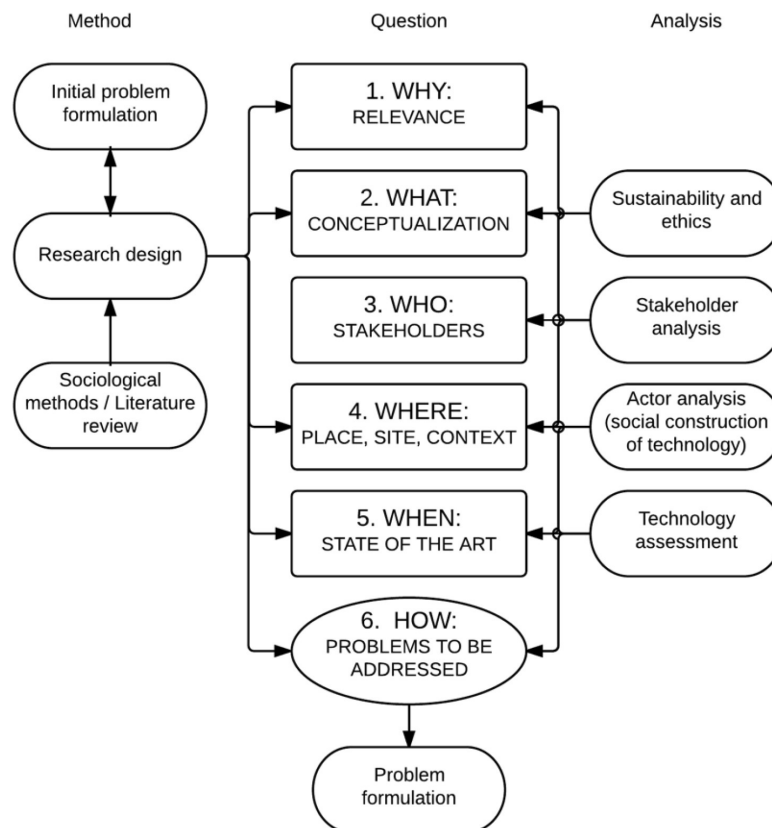 Method
Question
Analysis
Initial problem
formulation
Research design
Sociological
methods / Literature
review
1. WHY:
RELEVANCE
2. WHAT:
CONCEPTUALIZATION
3. WHO:
STAKEHOLDERS
4. WHERE:
PLACE, SITE, CONTEXT
5. WHEN:
STATE OF THE ART
6. HOW:
PROBLEMS TO BE
ADDRESSED
Problem
formulation
Sustainability and
ethics
Stakeholder
analysis
Actor analysis
(social construction
of technology)
Technology
assessment